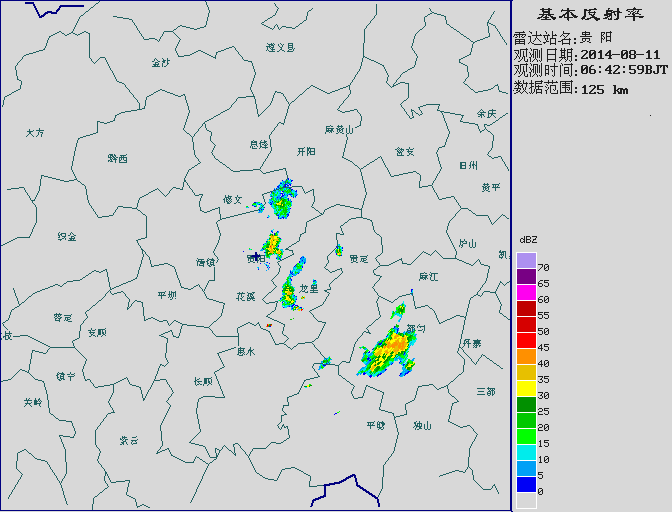 基本反射率
雷达站名:贵 阳
观测日期:2014-08-11
观测时间:06:42:59BJT
数据范围:125 km
遵义县
金沙
余庆
大方
黔西
息烽
开阳
麻黄山
瓮安
旧州
黄平
修文
织金
清镇
贵阳
贵定
炉山
凯
麻江
平坝
花溪
龙里
普定
安顺
都匀
丹寨
枝
惠水
镇宁
长顺
三都
关岭
紫云
平塘
独山
dBZ
70
65
60
55
50
45
40
35
30
25
20
15
10
5
0